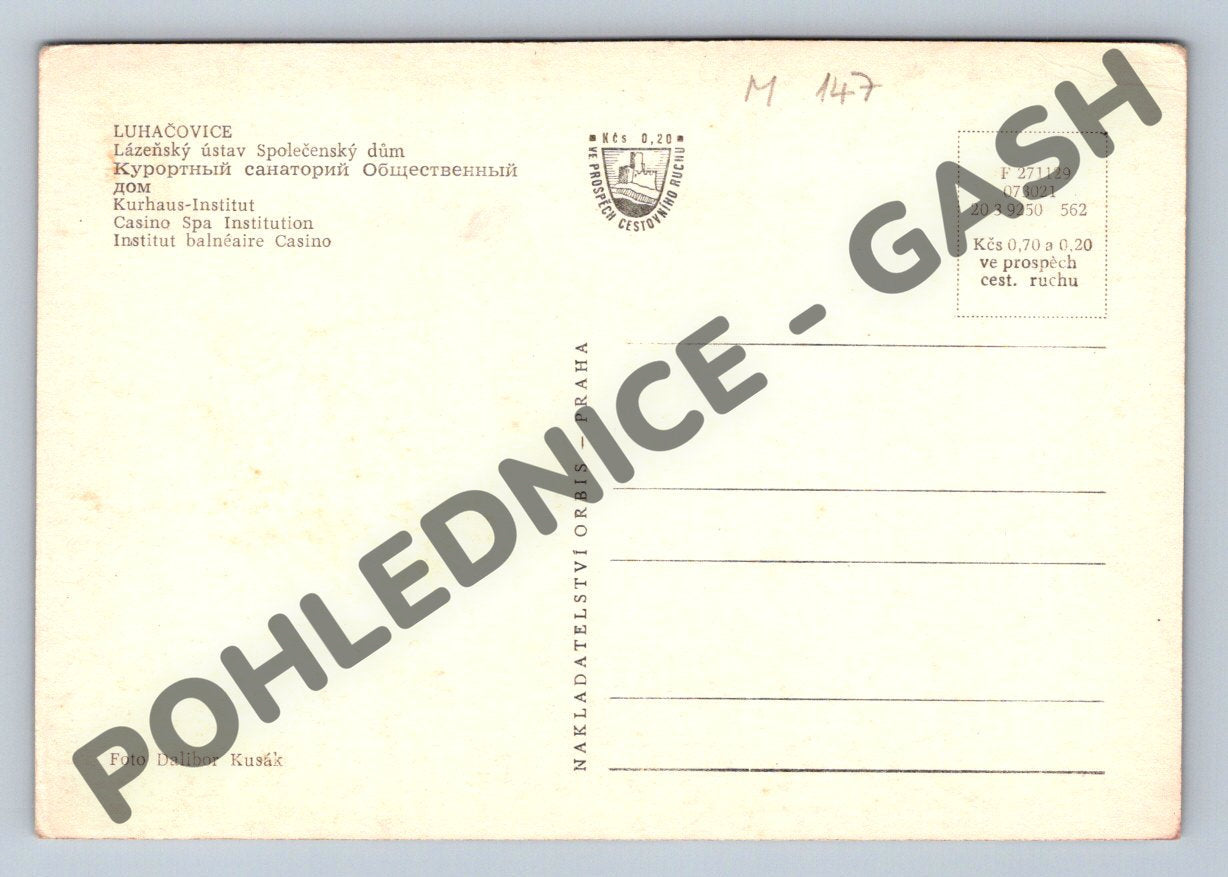 M 147
LUHAČOVICE
Lázeňský ústav Společenský dům
Курортный санаторий Общественный
дом
Kurhaus-Institut
Casino Spa Institution
Institut balnéaire Casino
Kčs 0,20
VE PROSPĚCH CESTOVNÍHO RUCHU
F 271129
073021
20 3 9250 562
Kčs 0,70 a 0,20
ve prospěch
cest. ruchu
NAKLADATELSTVÍ ORBIS – PRAHA
Foto Dalibor Kusák
POHLEDNICE - GASH